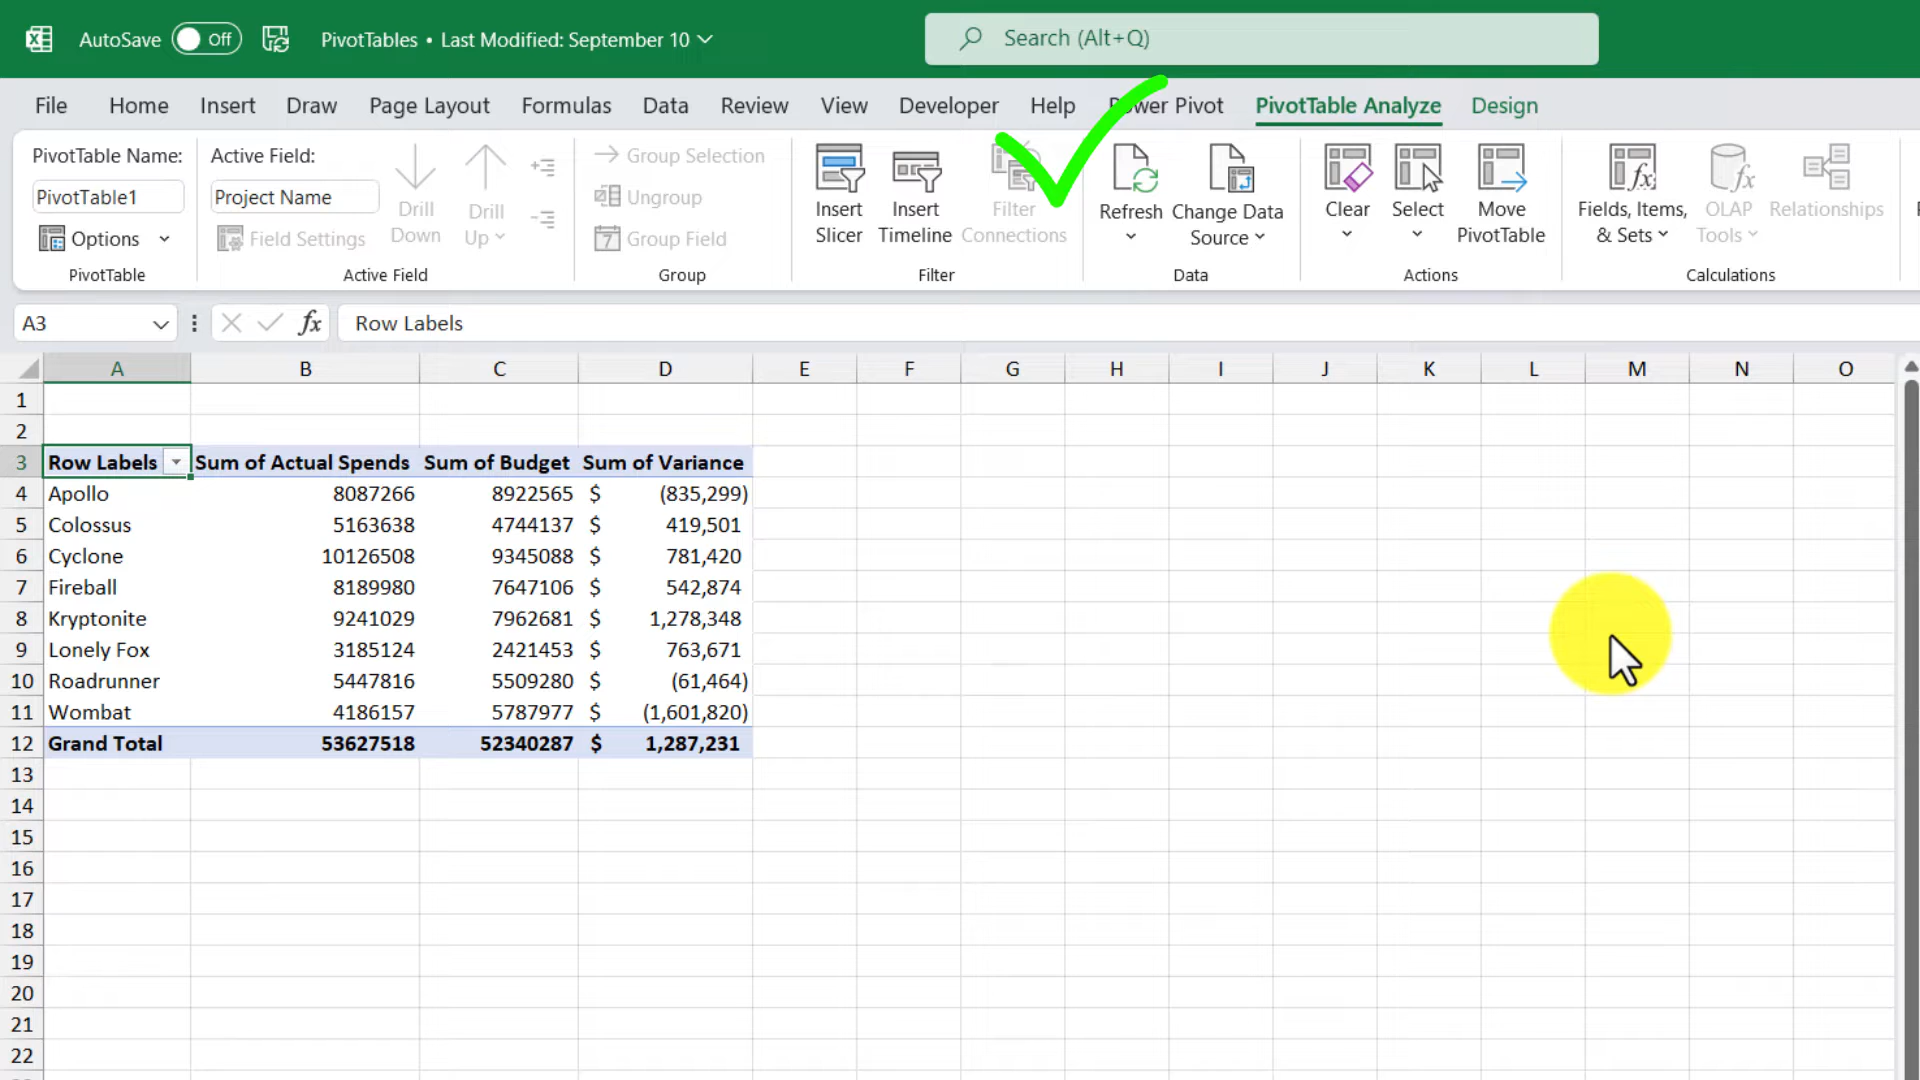 AutoSave Off PivotTables • Last Modified: September 10 Search (Alt+Q)
File Home Insert Draw Page Layout Formulas Data Review View Developer Help Power Pivot PivotTable Analyze Design
PivotTable Name:
PivotTable1
Options
PivotTable
Active Field:
Project Name
Field Settings
Drill Down
Drill Up
Active Field
Group Selection
Ungroup
7 Group Field
Group
Insert Slicer
Insert Timeline
Filter Connections
Filter
Refresh
Change Data Source
Data
Clear
Select
Move PivotTable
Actions
Fields, Items, & Sets
OLAP Tools
Relationships
Calculations
A3 fx Row Labels
A B C D E F G H I J K L M N O
1
2
3 Row Labels Sum of Actual Spends Sum of Budget Sum of Variance
4 Apollo 8087266 8922565 $ (835,299)
5 Colossus 5163638 4744137 $ 419,501
6 Cyclone 10126508 9345088 $ 781,420
7 Fireball 8189980 7647106 $ 542,874
8 Kryptonite 9241029 7962681 $ 1,278,348
9 Lonely Fox 3185124 2421453 $ 763,671
10 Roadrunner 5447816 5509280 $ (61,464)
11 Wombat 4186157 5787977 $ (1,601,820)
12 Grand Total 53627518 52340287 $ 1,287,231
13
14
15
16
17
18
19
20
21
22